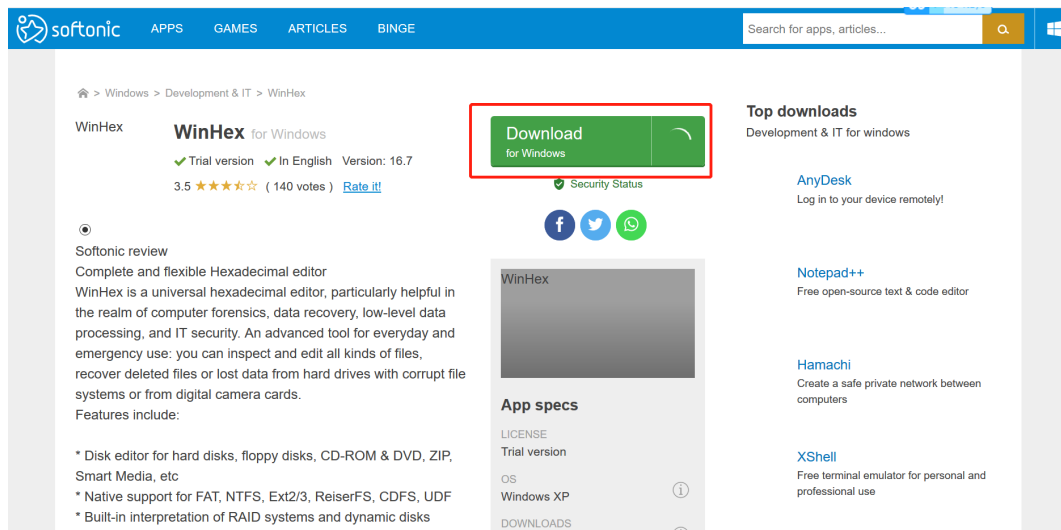 softonic APPS GAMES ARTICLES BINGE Search for apps, articles...
> Windows > Development & IT > WinHex
WinHex
WinHex for Windows
Trial version In English Version: 16.7
3.5 ( 140 votes ) Rate it!
Download
for Windows
Security Status
Softonic review
Complete and flexible Hexadecimal editor
WinHex is a universal hexadecimal editor, particularly helpful in
the realm of computer forensics, data recovery, low-level data
processing, and IT security. An advanced tool for everyday and
emergency use: you can inspect and edit all kinds of files,
recover deleted files or lost data from hard drives with corrupt file
systems or from digital camera cards.
Features include:
* Disk editor for hard disks, floppy disks, CD-ROM & DVD, ZIP,
Smart Media, etc
* Native support for FAT, NTFS, Ext2/3, ReiserFS, CDFS, UDF
* Built-in interpretation of RAID systems and dynamic disks
WinHex
App specs
LICENSE
Trial version
OS
Windows XP
DOWNLOADS
Top downloads
Development & IT for windows
AnyDesk
Log in to your device remotely!
Notepad++
Free open-source text & code editor
Hamachi
Create a safe private network between
computers
XShell
Free terminal emulator for personal and
professional use